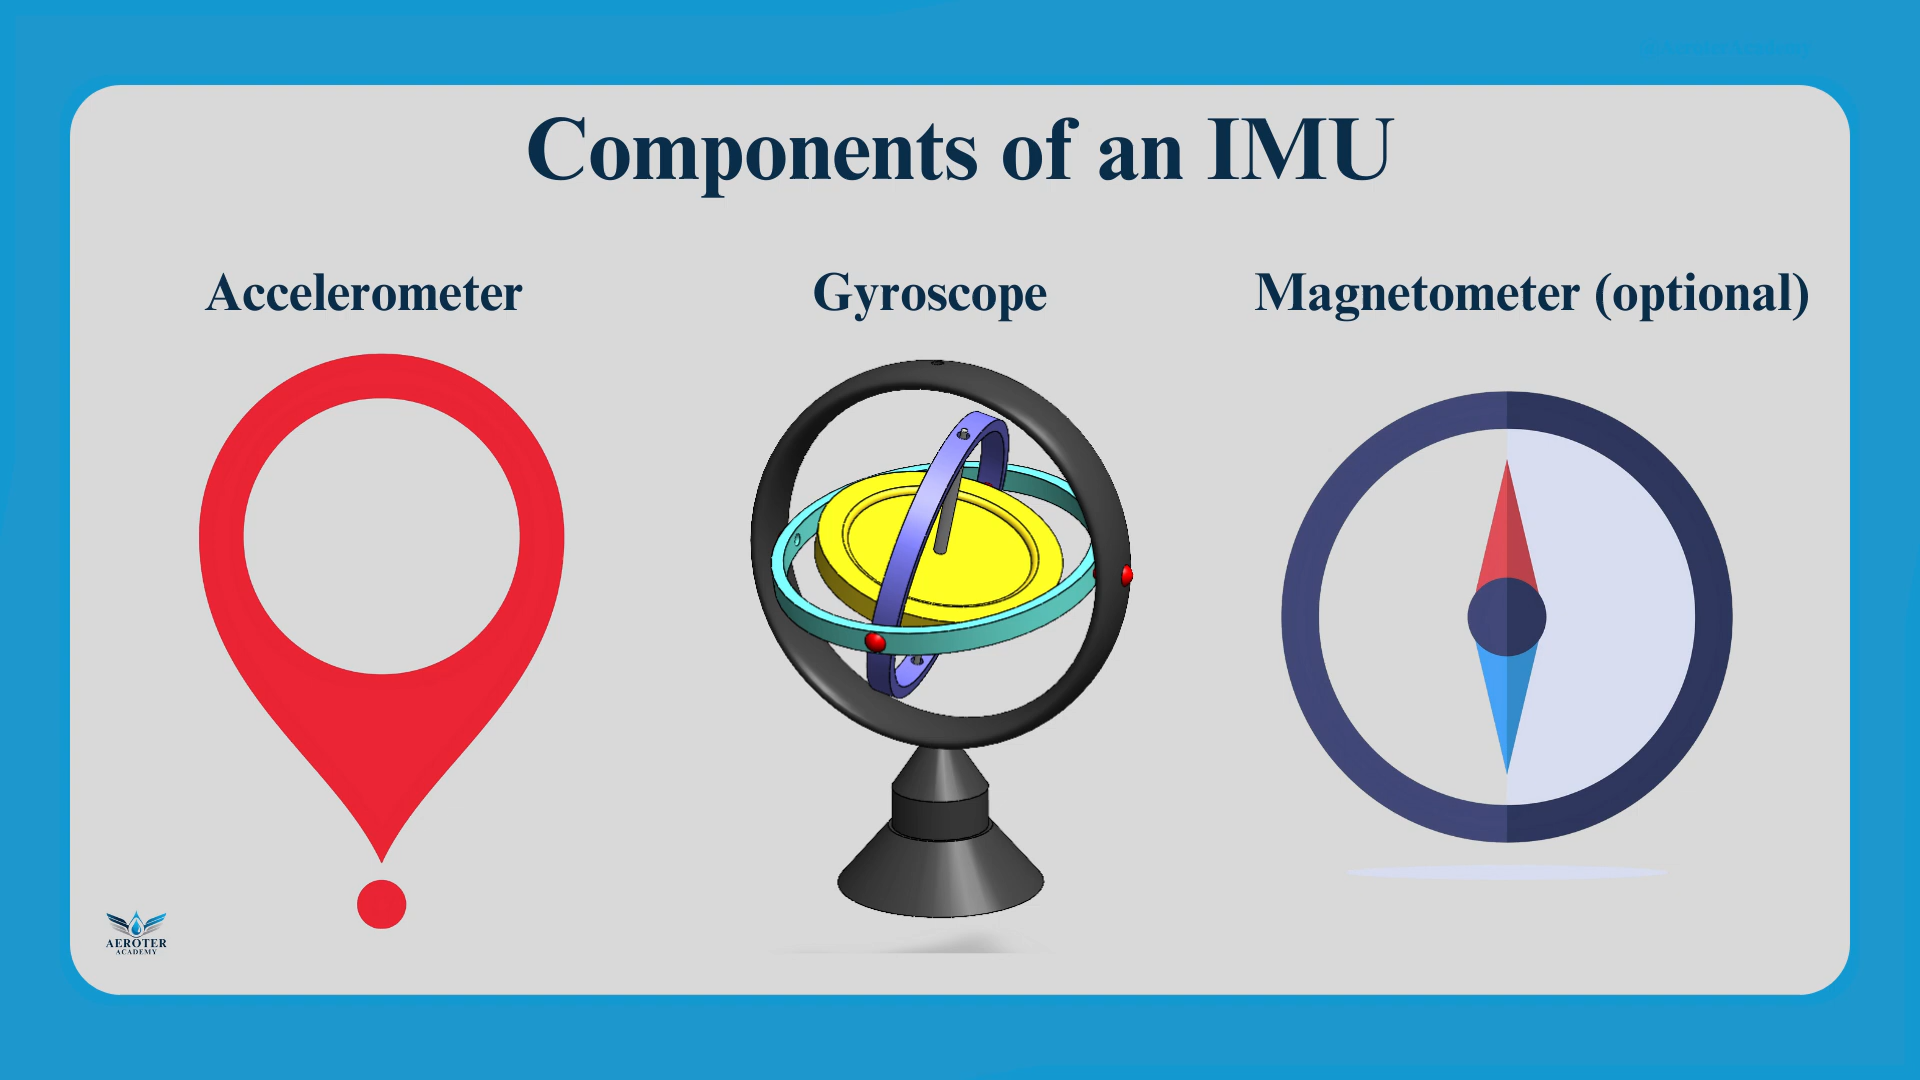 Components of an IMU
Accelerometer
Gyroscope
Magnetometer (optional)
AEROTER
ACADEMY